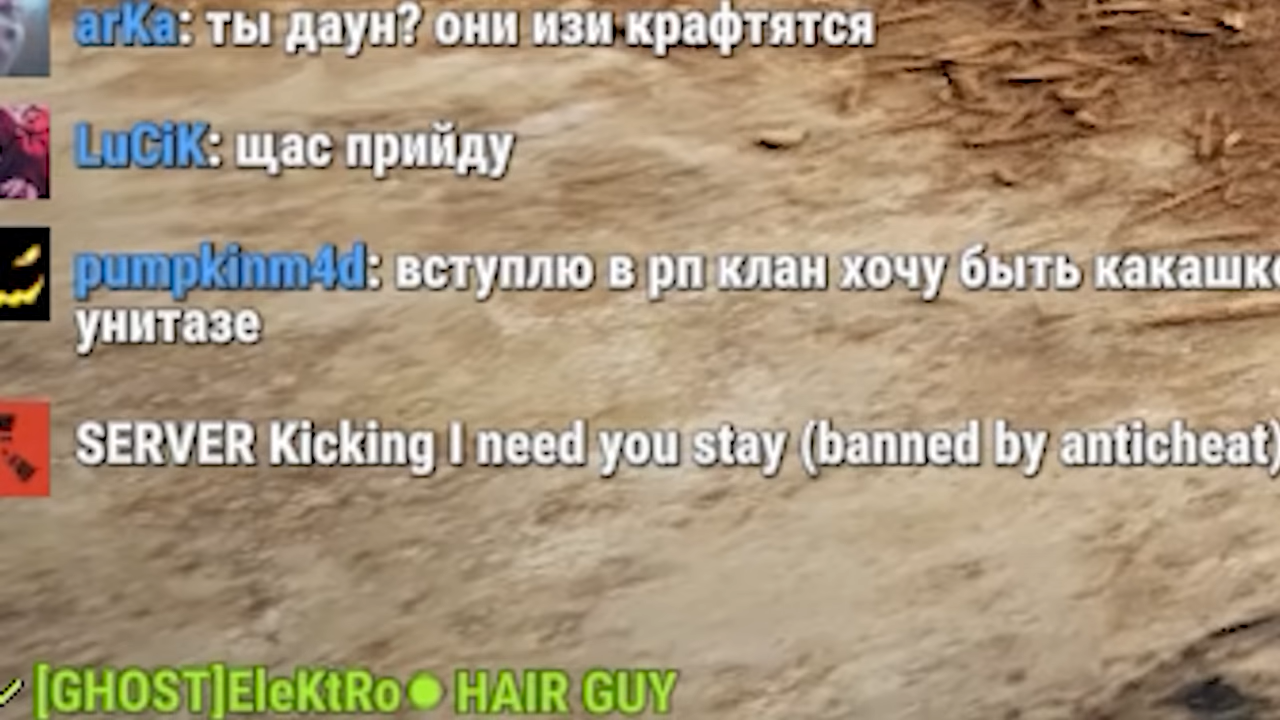 arKa: ты даун? они изи крафтятся
LuCiK: щас прийду
pumpkinm4d: вступлю в рп клан хочу быть
унитазе
SERVER Kicking I need you stay (banned by anticheat)
[GHOST]EleKtRo● HAIR GUY